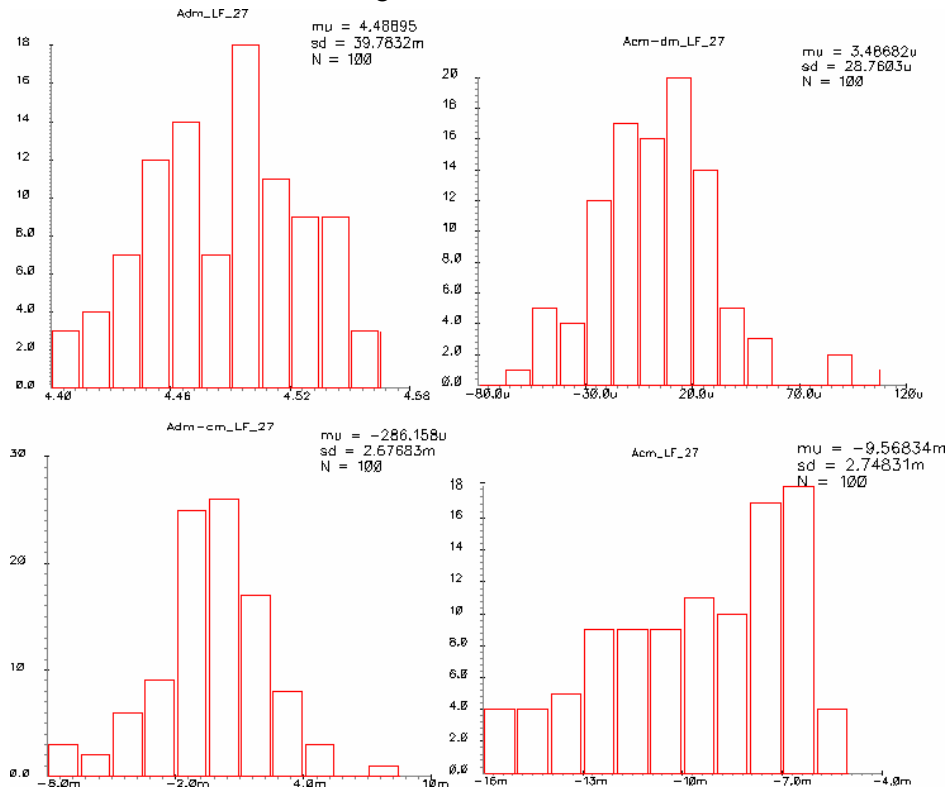 Adm_LF_27
mu = 4.48895
sd = 39.7832m
N = 100
18
16
14
12
10
8.0
6.0
4.0
2.0
0.0
4.40 4.46 4.52 4.58
Acm-dm_LF_27
mu = 3.48682u
sd = 28.7603u
N = 100
20
18
16
14
12
10
8.0
6.0
4.0
2.0
0.0
-80.0u -30.0u 20.0u 70.0u 120u
Adm-cm_LF_27
mu = -286.158u
sd = 2.67683m
N = 100
30
20
10
0.0
-8.0m -2.0m 4.0m 10m
Acm_LF_27
mu = -9.56834m
sd = 2.74831m
N = 100
18
16
14
12
10
8.0
6.0
4.0
2.0
0.0
-16m -13m -10m -7.0m -4.0m